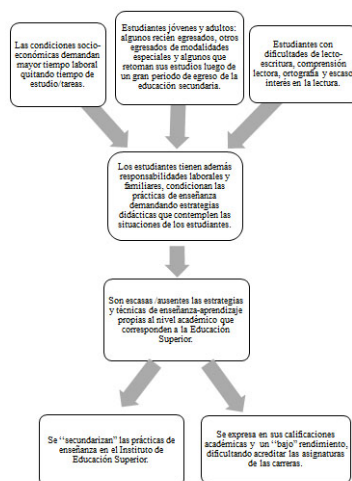 Las condiciones socio-
económicas demandan
mayor tiempo laboral
quitando tiempo de
estudio/tareas.
Estudiantes jóvenes y adultos:
algunos recién egresados, otros
egresados de modalidades
especiales y algunos que
retoman sus estudios luego de
un gran periodo de egreso de la
educación secundaria.
Estudiantes con
dificultades de lecto-
escritura, comprensión
lectora, ortografía y escaso
interés en la lectura.
Los estudiantes tienen además
responsabilidades laborales y
familiares, condicionan las
prácticas de enseñanza
demandando estrategias
didácticas que contemplen las
situaciones de los estudiantes.
Son escasas /ausentes las estrategias
y técnicas de enseñanza-aprendizaje
propias al nivel académico que
corresponden a la Educación
Superior.
Se “secundarizan” las prácticas de
enseñanza en el Instituto de
Educación Superior.
Se expresa en sus calificaciones
académicas y un “bajo” rendimiento,
dificultando acreditar las asignaturas
de las carreras.